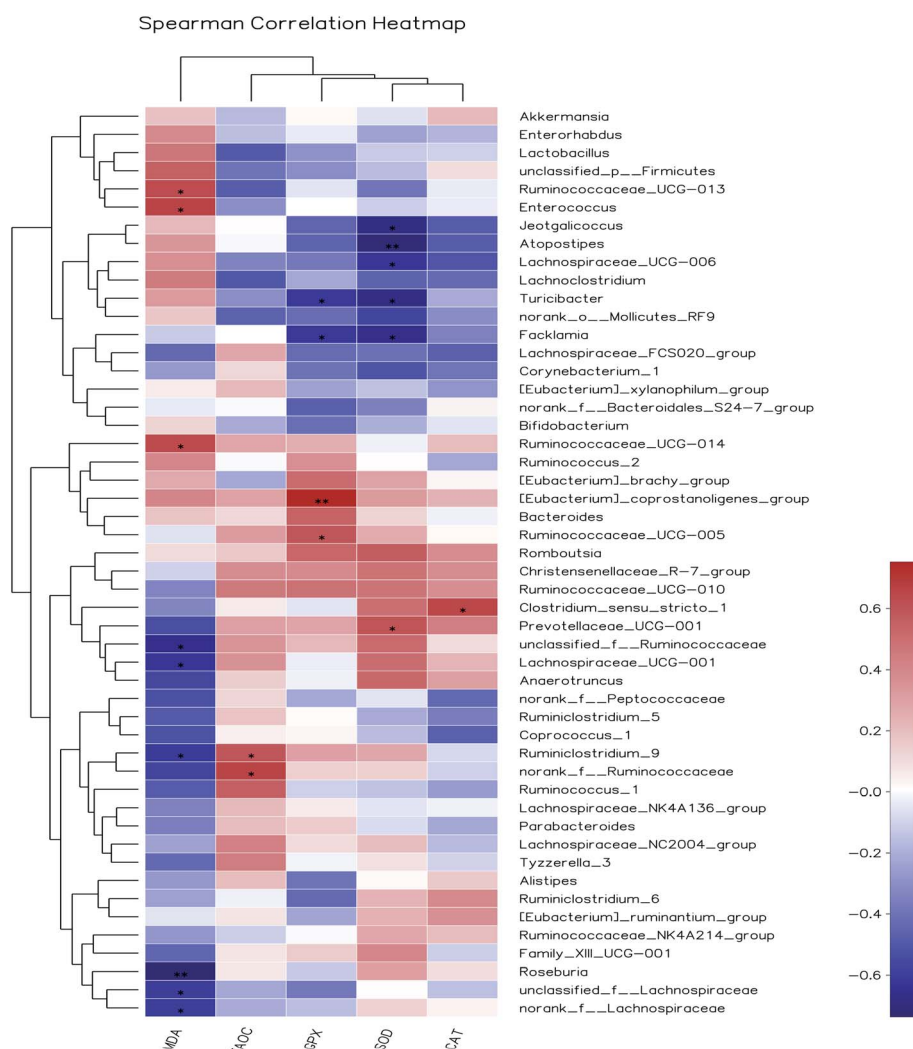 Spearman Correlation Heatmap
Akkermansia
Enterorhabdus
Lactobacillus
unclassified_p__Firmicutes
* Ruminococcaceee_UCG-013
* Enterococcus
* Jeotgalicoccus
** Atopostipes
* Lachnospiraceae_UCG-006
Lachnoclostridium
* * Turicibacter
norank_o__Mollicutes_RF9
* * Facklamia
Lachnospiraceae_FCS020_group
Corynebacterium_1
[Eubacterium]_xylanophilum_group
norank_f__Bacteroidales_S24-7_group
Bifidobacterium
* Ruminococcaceae_UCG-014
Ruminococcus_2
[Eubacterium]_brachy_group
** [Eubacterium]_coprostanoligenes_group
Bacteroides
* Ruminococcaceae_UCG-005
Romboutsia
Christensenellaceae_R-7_group
Ruminococcaceae_UCG-010
* Clostridium_sensu_stricto_1
* Prevotellaceae_UCG-001
* unclassified_f__Ruminococcaceae
* Lachnospiraceae_UCG-001
Anaerotruncus
norank_f__Peptococcaceae
Ruminiclostridium_5
Coprococcus_1
* * Ruminiclostridium_9
* norank_f__Ruminococcaceae
Ruminococcus_1
Lachnospiraceae_NK4A136_group
Parabacteroides
Lachnospiraceae_NC2004_group
Tyzzerella_3
Alistipes
Ruminiclostridium_6
[Eubacterium]_ruminantium_group
Ruminococcaceae_NK4A214_group
Family_XIII_UCG-001
** Roseburia
* unclassified_f__Lachnospiraceae
* norank_f__Lachnospiraceae
MDA GPX SOD CAT
0.6
0.4
0.2
-0.0
-0.2
-0.4
-0.6